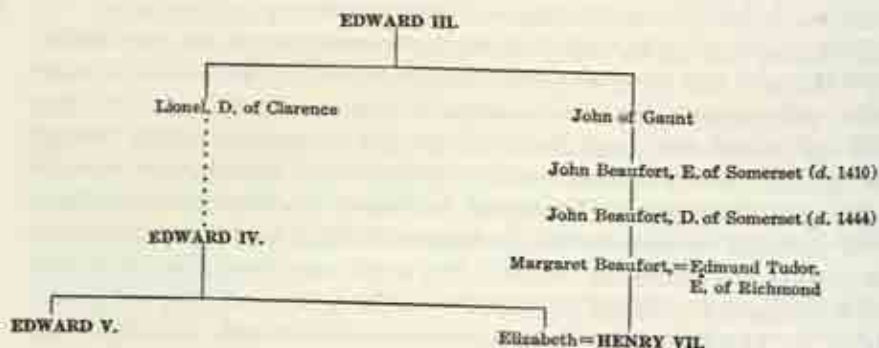 EDWARD III.
Lionel, D. of Clarence
John of Gaunt
John Beaufort, E. of Somerset (d. 1410)
John Beaufort, D. of Somerset (d. 1444)
EDWARD IV.
Margaret Beaufort,=Edmund Tudor,
E. of Richmond
EDWARD V.
Elizabeth=HENRY VII.